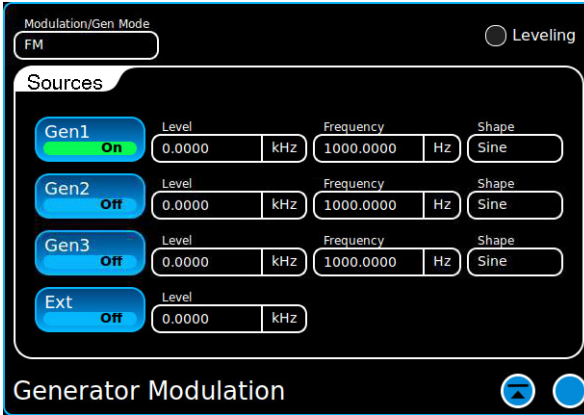 Modulation/Gen Mode
FM
Leveling
Sources
Gen1 On Level 0.0000 kHz Frequency 1000.0000 Hz Shape Sine
Gen2 Off Level 0.0000 kHz Frequency 1000.0000 Hz Shape Sine
Gen3 Off Level 0.0000 kHz Frequency 1000.0000 Hz Shape Sine
Ext Off Level 0.0000 kHz
Generator Modulation